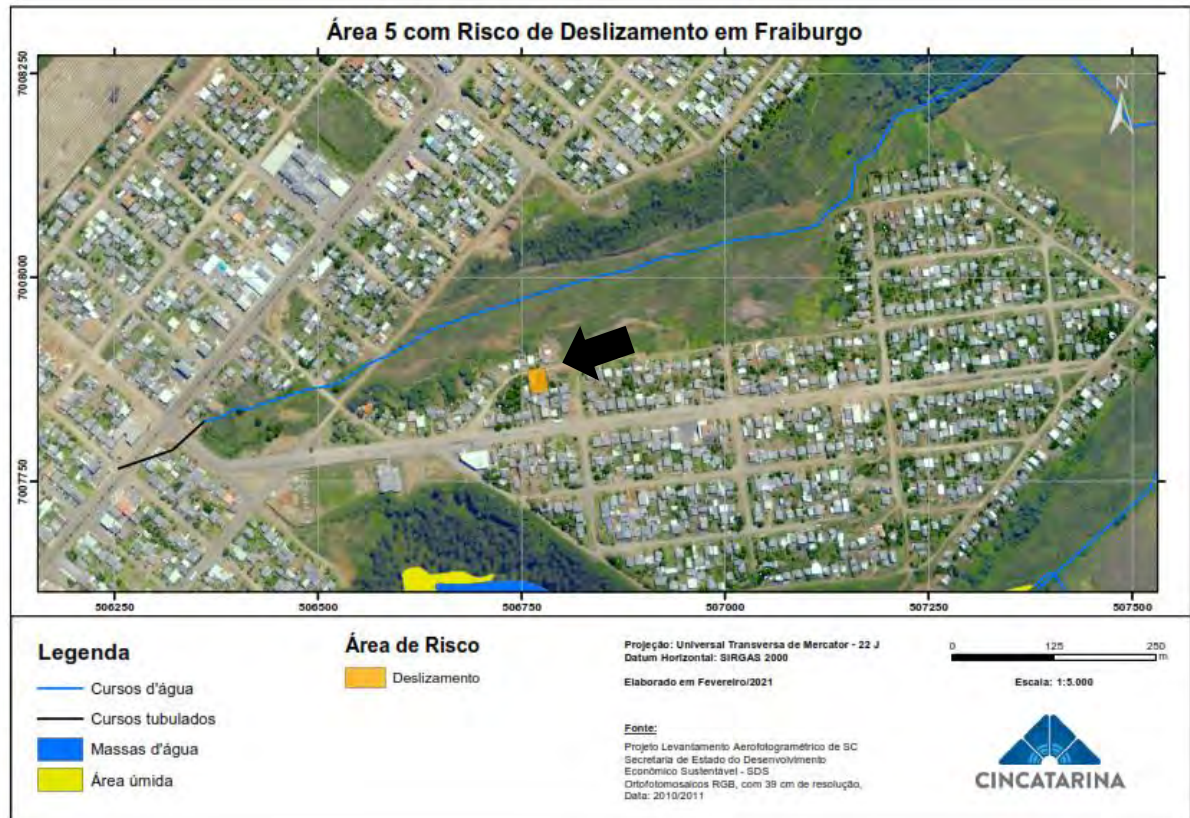 Área 5 com Risco de Deslizamento em Fraiburgo
7008250
7008000
7007750
N
506250
506500
506750
507000
507250
507500
Legenda
Cursos d'água
Cursos tubulados
Massas d'água
Área úmida
Área de Risco
Deslizamento
Projeção: Universal Transversa de Mercator - 22 J
Datum Horizontal: SIRGAS 2000
Elaborado em Fevereiro/2021
Fonte:
Projeto Levantamento Aerofotogramétrico de SC
Secretaria de Estado do Desenvolvimento
Econômico Sustentável - SDS
Ortofotomosaicos RGB, com 39 cm de resolução,
Data: 2010/2011
0 125 250
m
Escala: 1:5.000
CINCATARINA